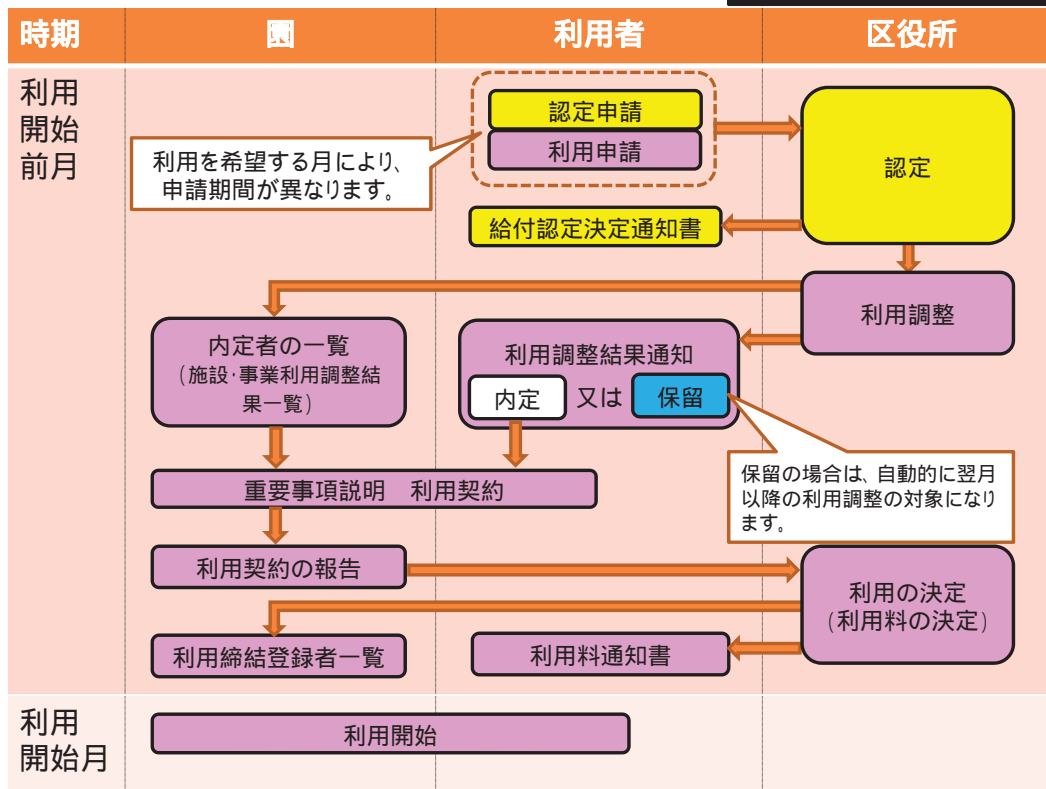 時期
園
利用者
区役所
利用
開始
前月
認定申請
利用申請
利用を希望する月により、
申請期間が異なります。
認定
給付認定決定通知書
利用調整
内定者の一覧
(施設・事業利用調整結
果一覧)
利用調整結果通知
内定 又は 保留
保留の場合は、自動的に翌月
以降の利用調整の対象になり
ます。
重要事項説明 利用契約
利用契約の報告
利用の決定
(利用料の決定)
利用締結登録者一覧
利用料通知書
利用
開始月
利用開始